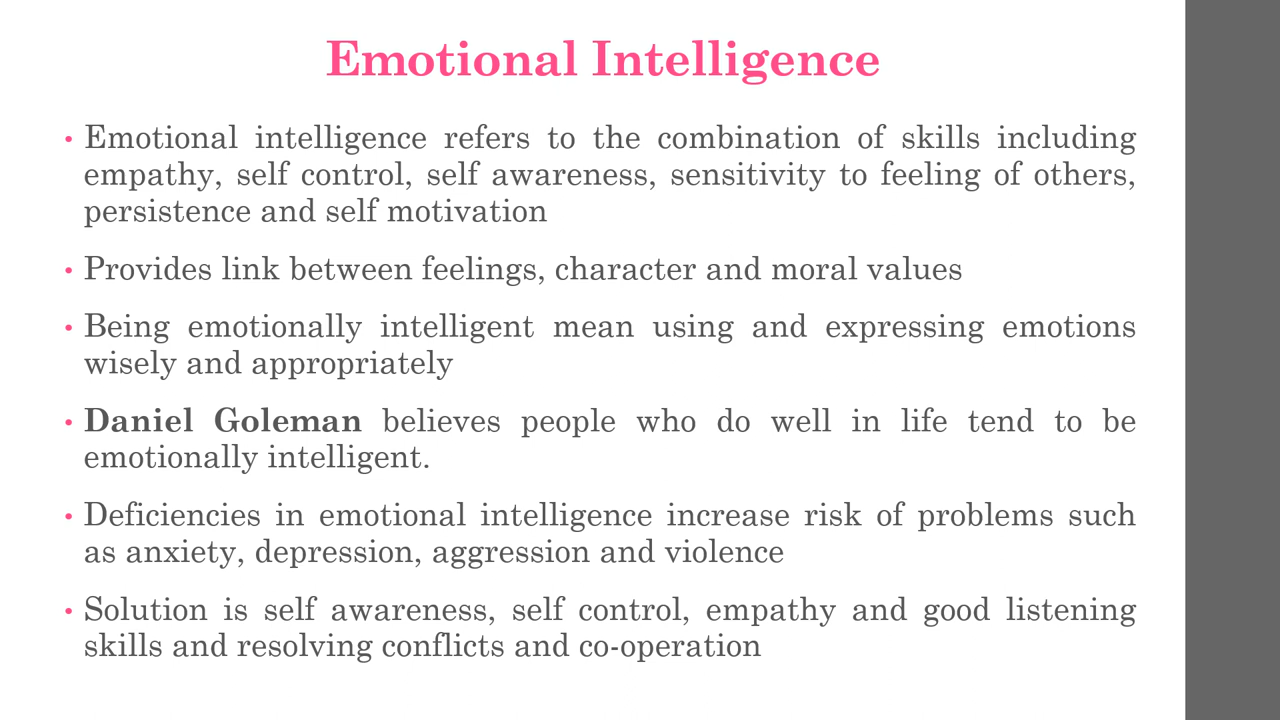 Emotional Intelligence
• Emotional intelligence refers to the combination of skills including
empathy, self control, self awareness, sensitivity to feeling of others,
persistence and self motivation
• Provides link between feelings, character and moral values
• Being emotionally intelligent mean using and expressing emotions
wisely and appropriately
• Daniel Goleman believes people who do well in life tend to be
emotionally intelligent.
• Deficiencies in emotional intelligence increase risk of problems such
as anxiety, depression, aggression and violence
• Solution is self awareness, self control, empathy and good listening
skills and resolving conflicts and co-operation